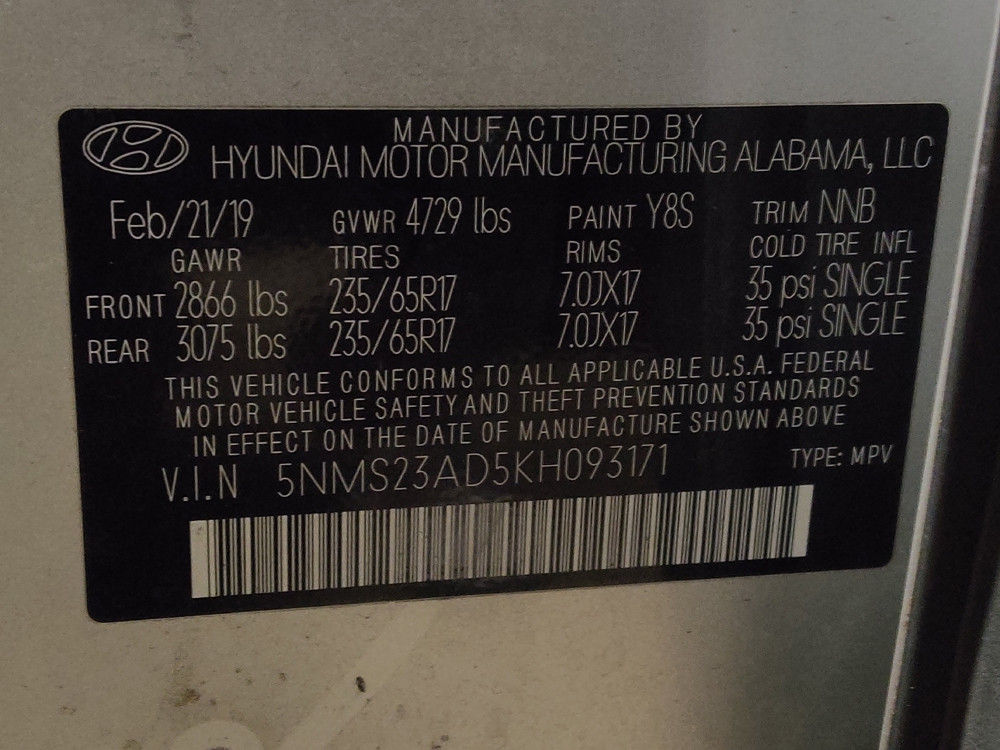 MANUFACTURED BY
HYUNDAI MOTOR MANUFACTURING ALABAMA, LLC
Feb/21/19 GVWR 4729 lbs PAINT Y8S TRIM NNB
GAWR TIRES RIMS COLD TIRE INFL
FRONT 2866 lbs 235/65R17 7.0JX17 35 psi SINGLE
REAR 3075 lbs 235/65R17 7.0JX17 35 psi SINGLE
THIS VEHICLE CONFORMS TO ALL APPLICABLE U.S.A. FEDERAL
MOTOR VEHICLE SAFETY AND THEFT PREVENTION STANDARDS
IN EFFECT ON THE DATE OF MANUFACTURE SHOWN ABOVE
V.I.N 5NMS23AD5KH093171 TYPE: MPV